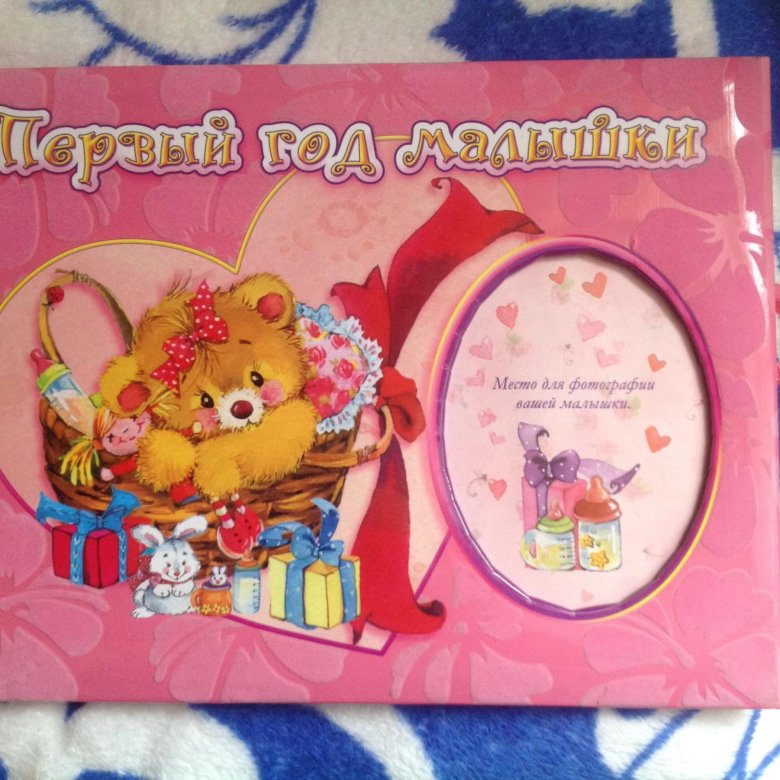 Первый год малышки
Место для фотографии
вашей малышки.